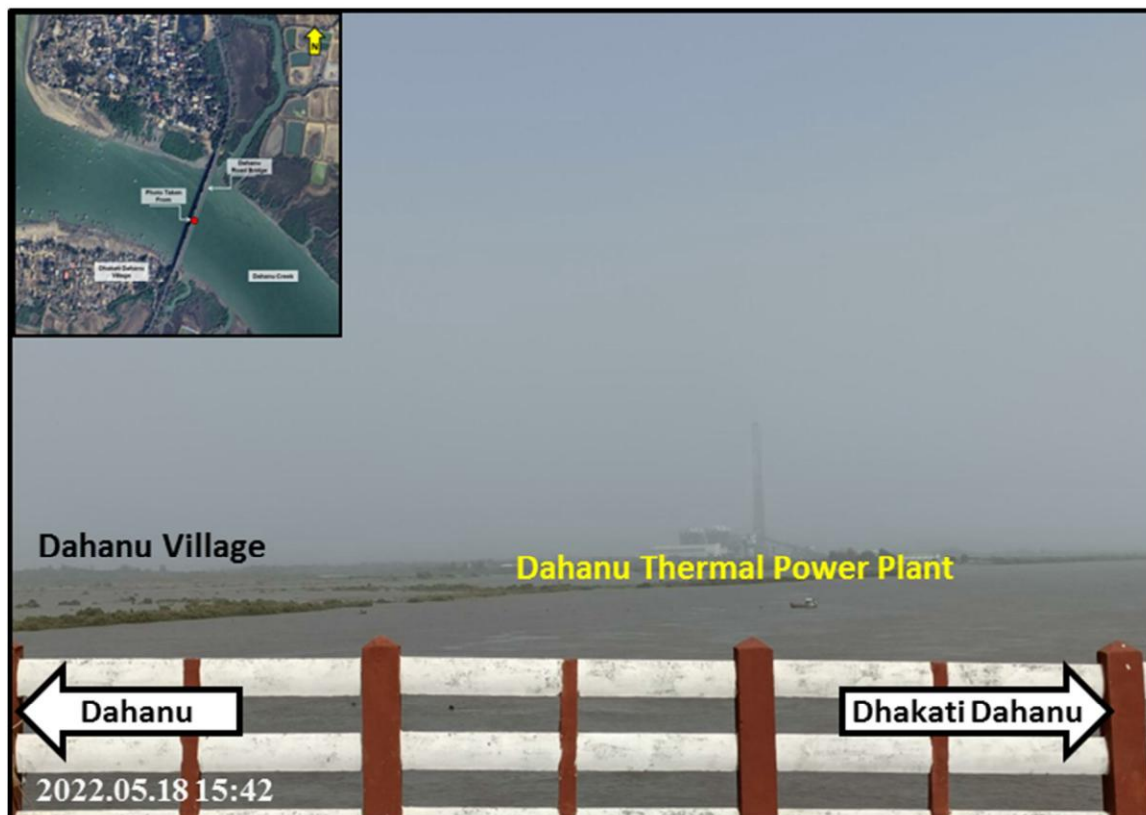 N
Dahanu
Road Bridge
Photo Taken
From
Dhakati Dahanu
Village
Dahanu Creek
Dahanu Village
Dahanu Thermal Power Plant
Dahanu
Dhakati Dahanu
2022.05.18 15:42